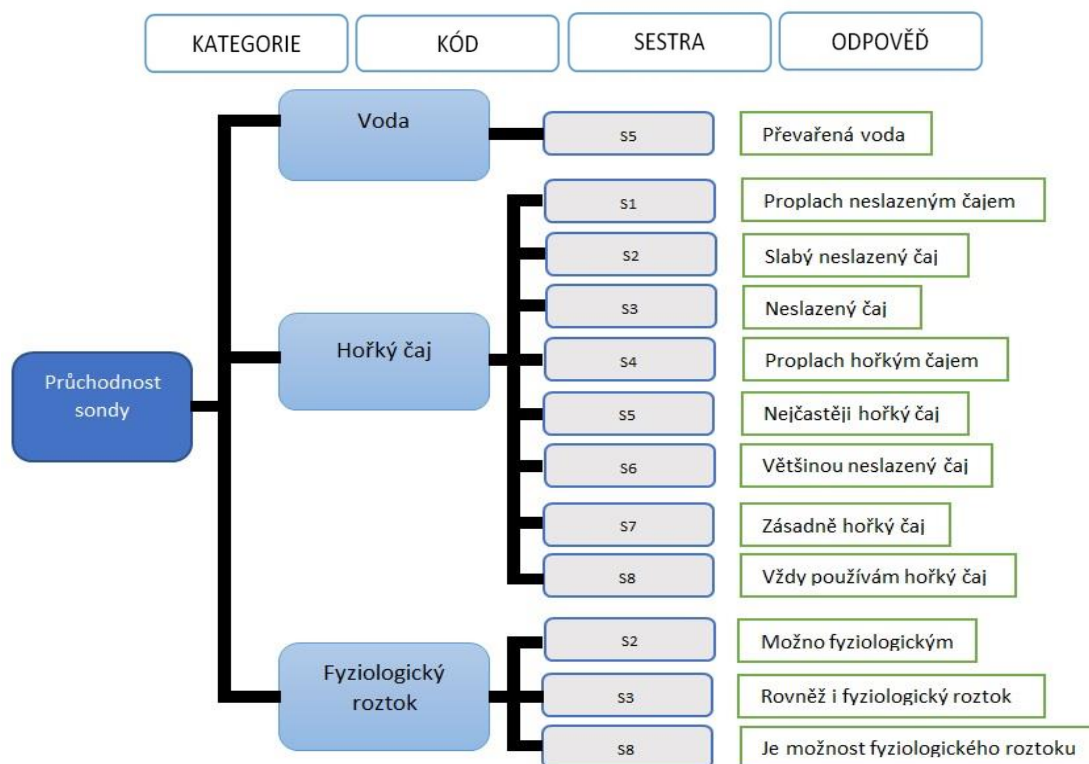 KATEGORIE KÓD SESTRA ODPOVĚĎ
Průchodnost
sondy
Voda
S5 Převařená voda
Hořký čaj
S1 Proplach neslazeným čajem
S2 Slabý neslazený čaj
S3 Neslazený čaj
S4 Proplach hořkým čajem
S5 Nejčastěji hořký čaj
S6 Většinou neslazený čaj
S7 Zásadně hořký čaj
S8 Vždy používám hořký čaj
Fyziologický
roztok
S2 Možno fyziologickým
S3 Rovněž i fyziologický roztok
S8 Je možnost fyziologického roztoku